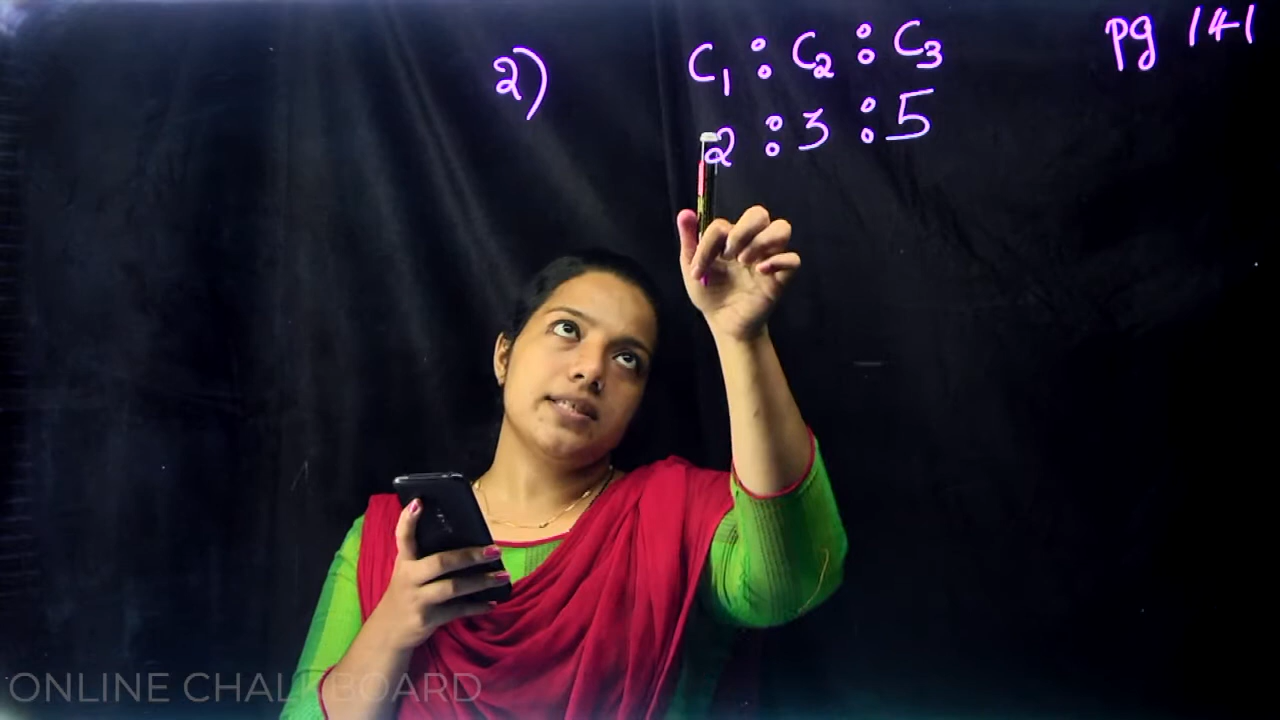 2) C₁ : C₂ : C₃
pg 141
2 : 3 : 5
ONLINE CHALKBOARD